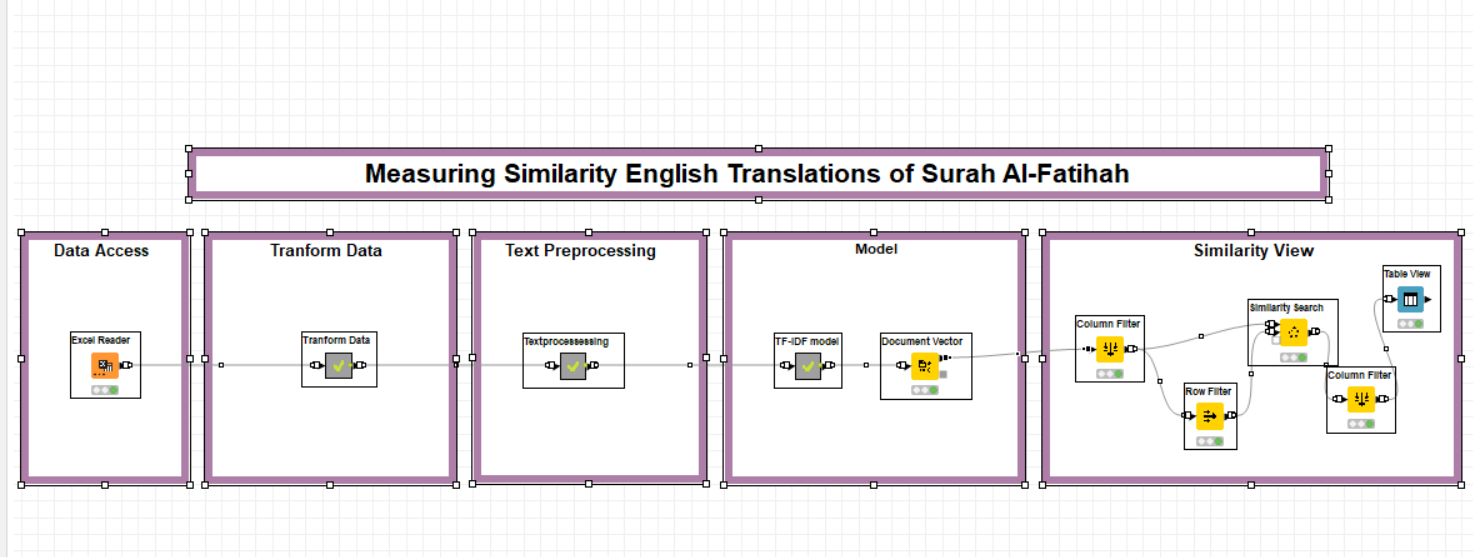 Measuring Similarity English Translations of Surah Al-Fatihah
Data Access
Tranform Data
Text Preprocessing
Model
Similarity View
Excel Reader
Tranform Data
Textprocessessing
TF-IDF model
Document Vector
Column Filter
Row Filter
Similarity Search
Column Filter
Table View